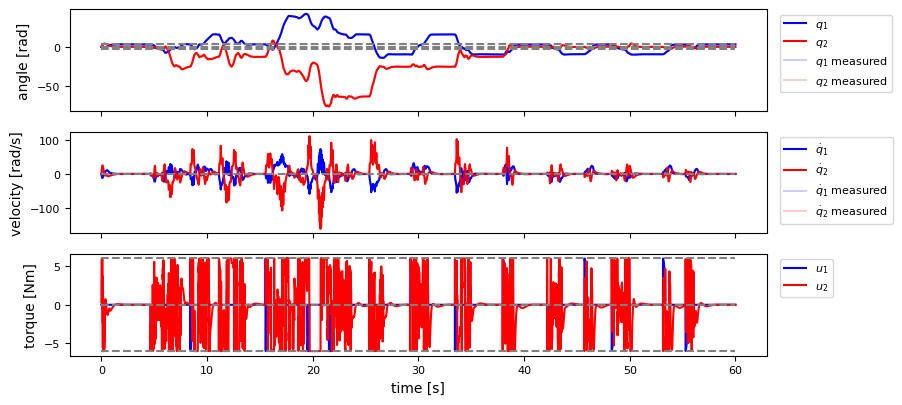 angle [rad]
0
−50
q1
q2
q1 measured
q2 measured
velocity [rad/s]
100
0
−100
q̇1
q̇2
q̇1 measured
q̇2 measured
torque [Nm]
5
0
−5
u1
u2
0 10 20 30 40 50 60
time [s]